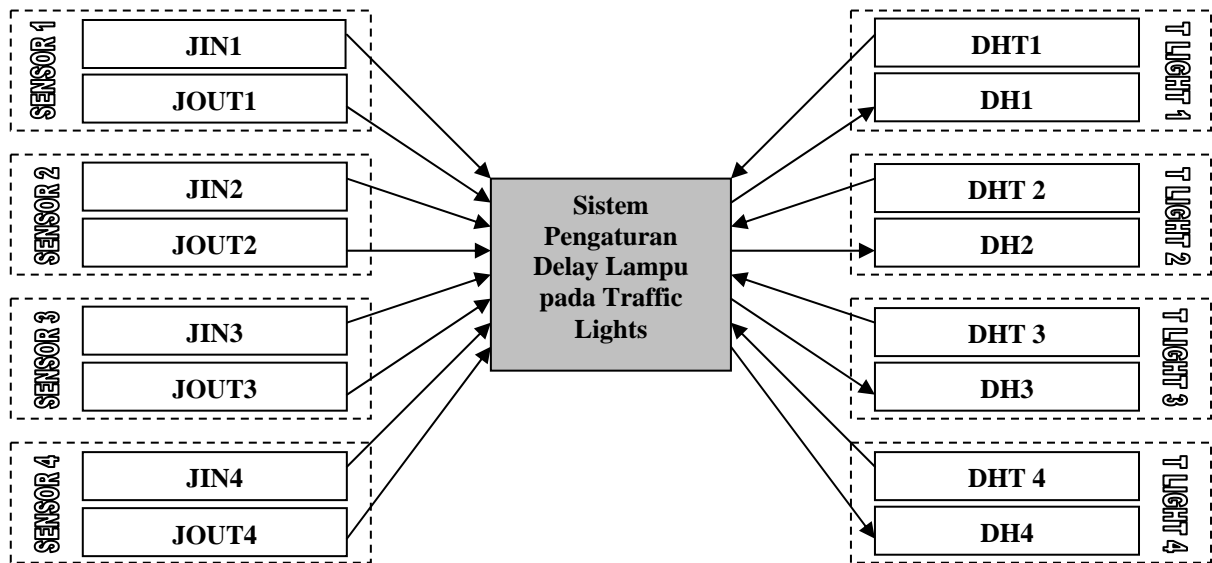 SENSOR 1
JIN1
JOUT1
SENSOR 2
JIN2
JOUT2
SENSOR 3
JIN3
JOUT3
SENSOR 4
JIN4
JOUT4
Sistem
Pengaturan
Delay Lampu
pada Traffic
Lights
DHT1
DH1
T LIGHT 1
DHT 2
DH2
T LIGHT 2
DHT 3
DH3
T LIGHT 3
DHT 4
DH4
T LIGHT 4